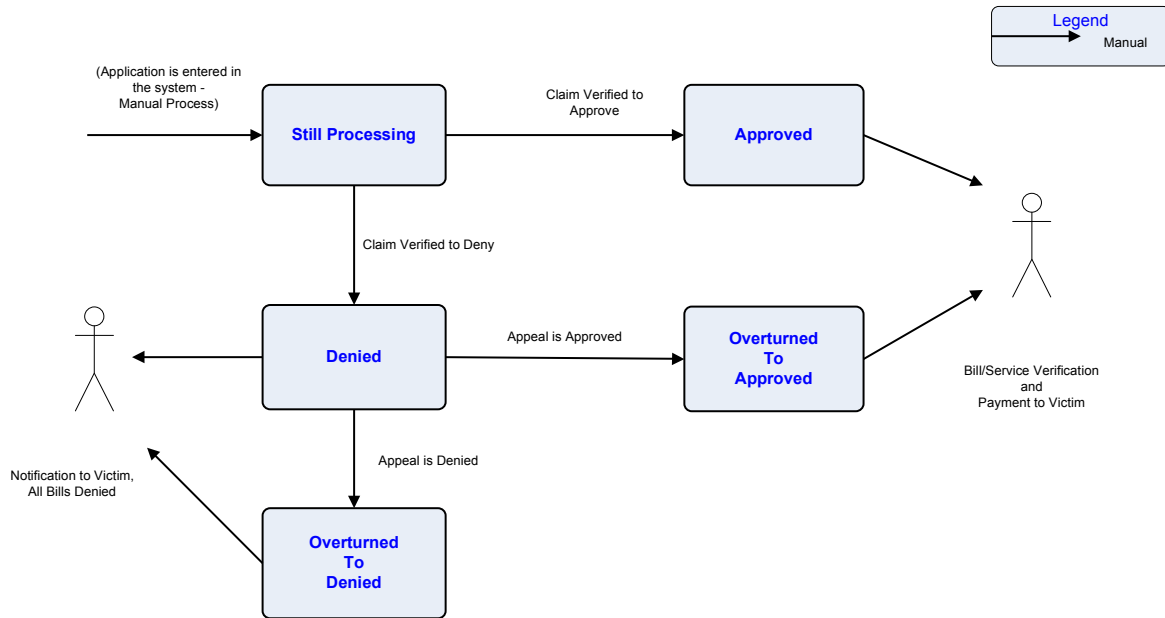 Legend
Manual
(Application is entered in
the system -
Manual Process)
Claim Verified to
Approve
Still Processing
Approved
Claim Verified to Deny
Denied
Appeal is Approved
Overturned
To
Approved
Bill/Service Verification
and
Payment to Victim
Appeal is Denied
Notification to Victim,
All Bills Denied
Overturned
To
Denied